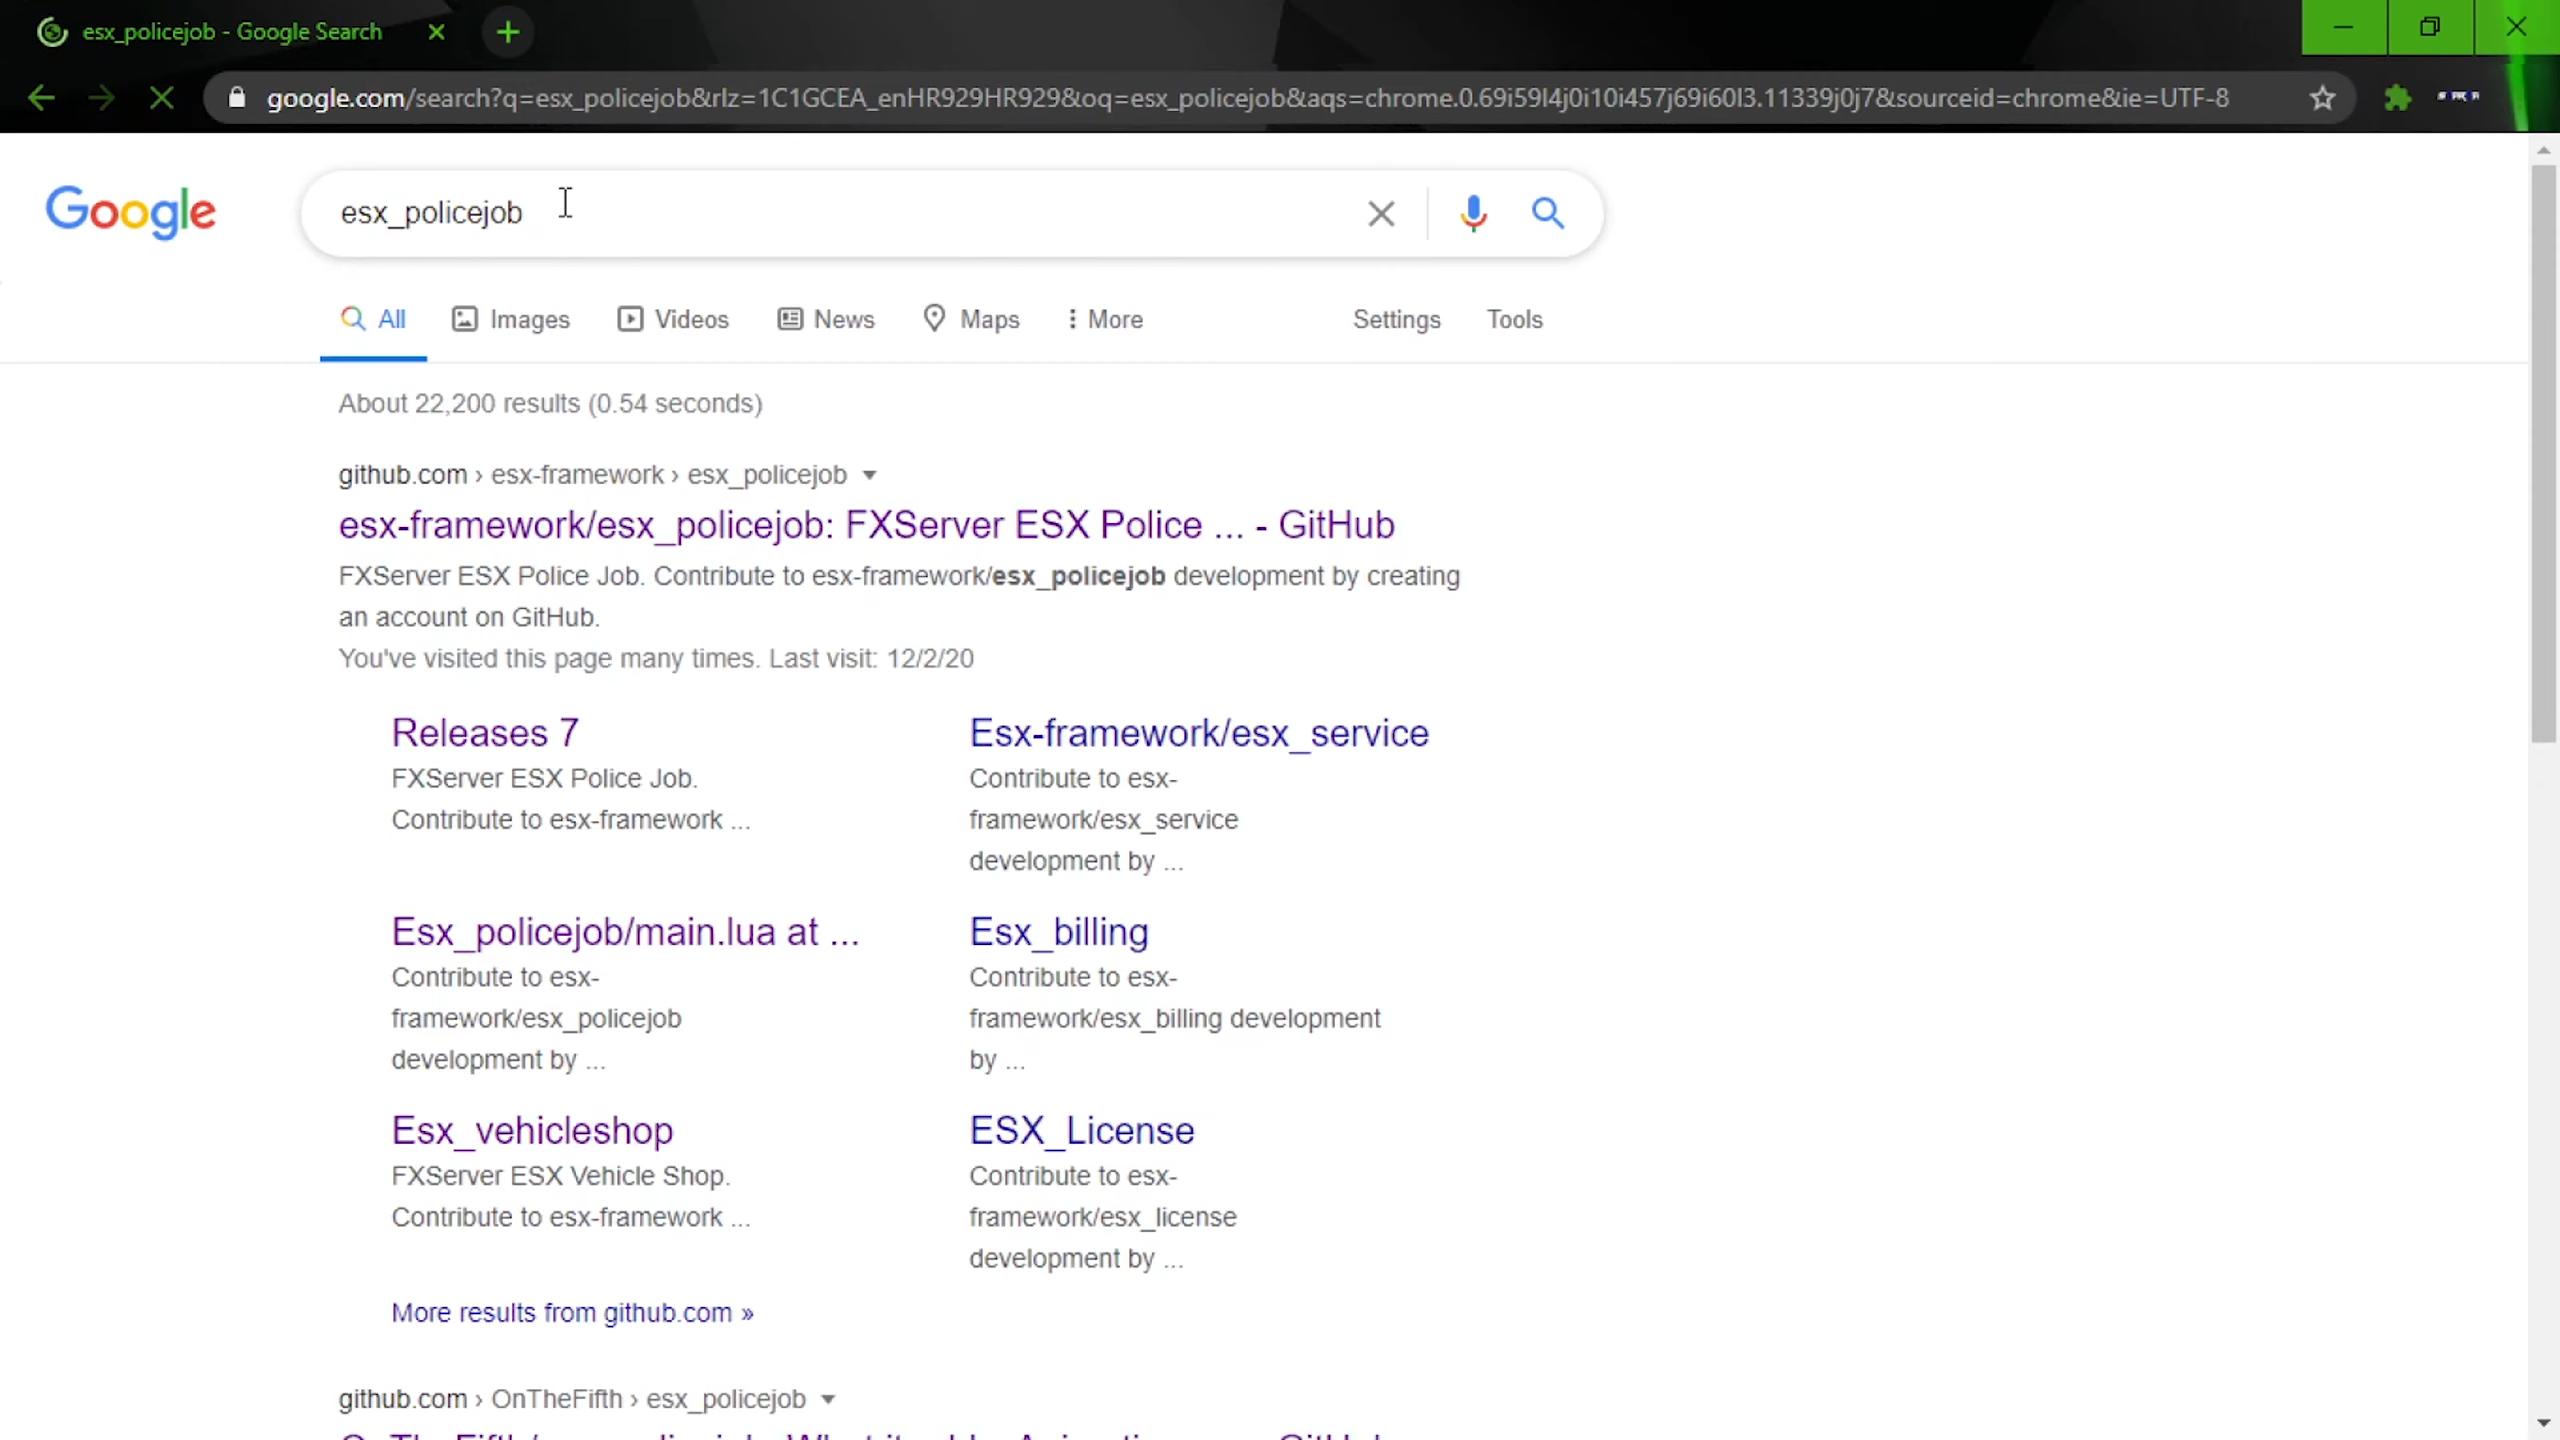 esx_policejob - Google Search
google.com/search?q=esx_policejob&rlz=1C1GCEA_enHR929HR929&oq=esx_policejob&aqs=chrome.0.69i59l4j0i10i457j69i60l3.11339j0j7&sourceid=chrome&ie=UTF-8
Google
esx_policejob
All Images Videos News Maps More Settings Tools
About 22,200 results (0.54 seconds)
github.com › esx-framework › esx_policejob
esx-framework/esx_policejob: FXServer ESX Police ... - GitHub
FXServer ESX Police Job. Contribute to esx-framework/esx_policejob development by creating
an account on GitHub.
You've visited this page many times. Last visit: 12/2/20
Releases 7
FXServer ESX Police Job.
Contribute to esx-framework ...
Esx-framework/esx_service
Contribute to esx-
framework/esx_service
development by ...
Esx_policejob/main.lua at ...
Contribute to esx-
framework/esx_policejob
development by ...
Esx_billing
Contribute to esx-
framework/esx_billing development
by ...
Esx_vehicleshop
FXServer ESX Vehicle Shop.
Contribute to esx-framework ...
ESX_License
Contribute to esx-
framework/esx_license
development by ...
More results from github.com »
github.com › OnTheFifth › esx_policejob